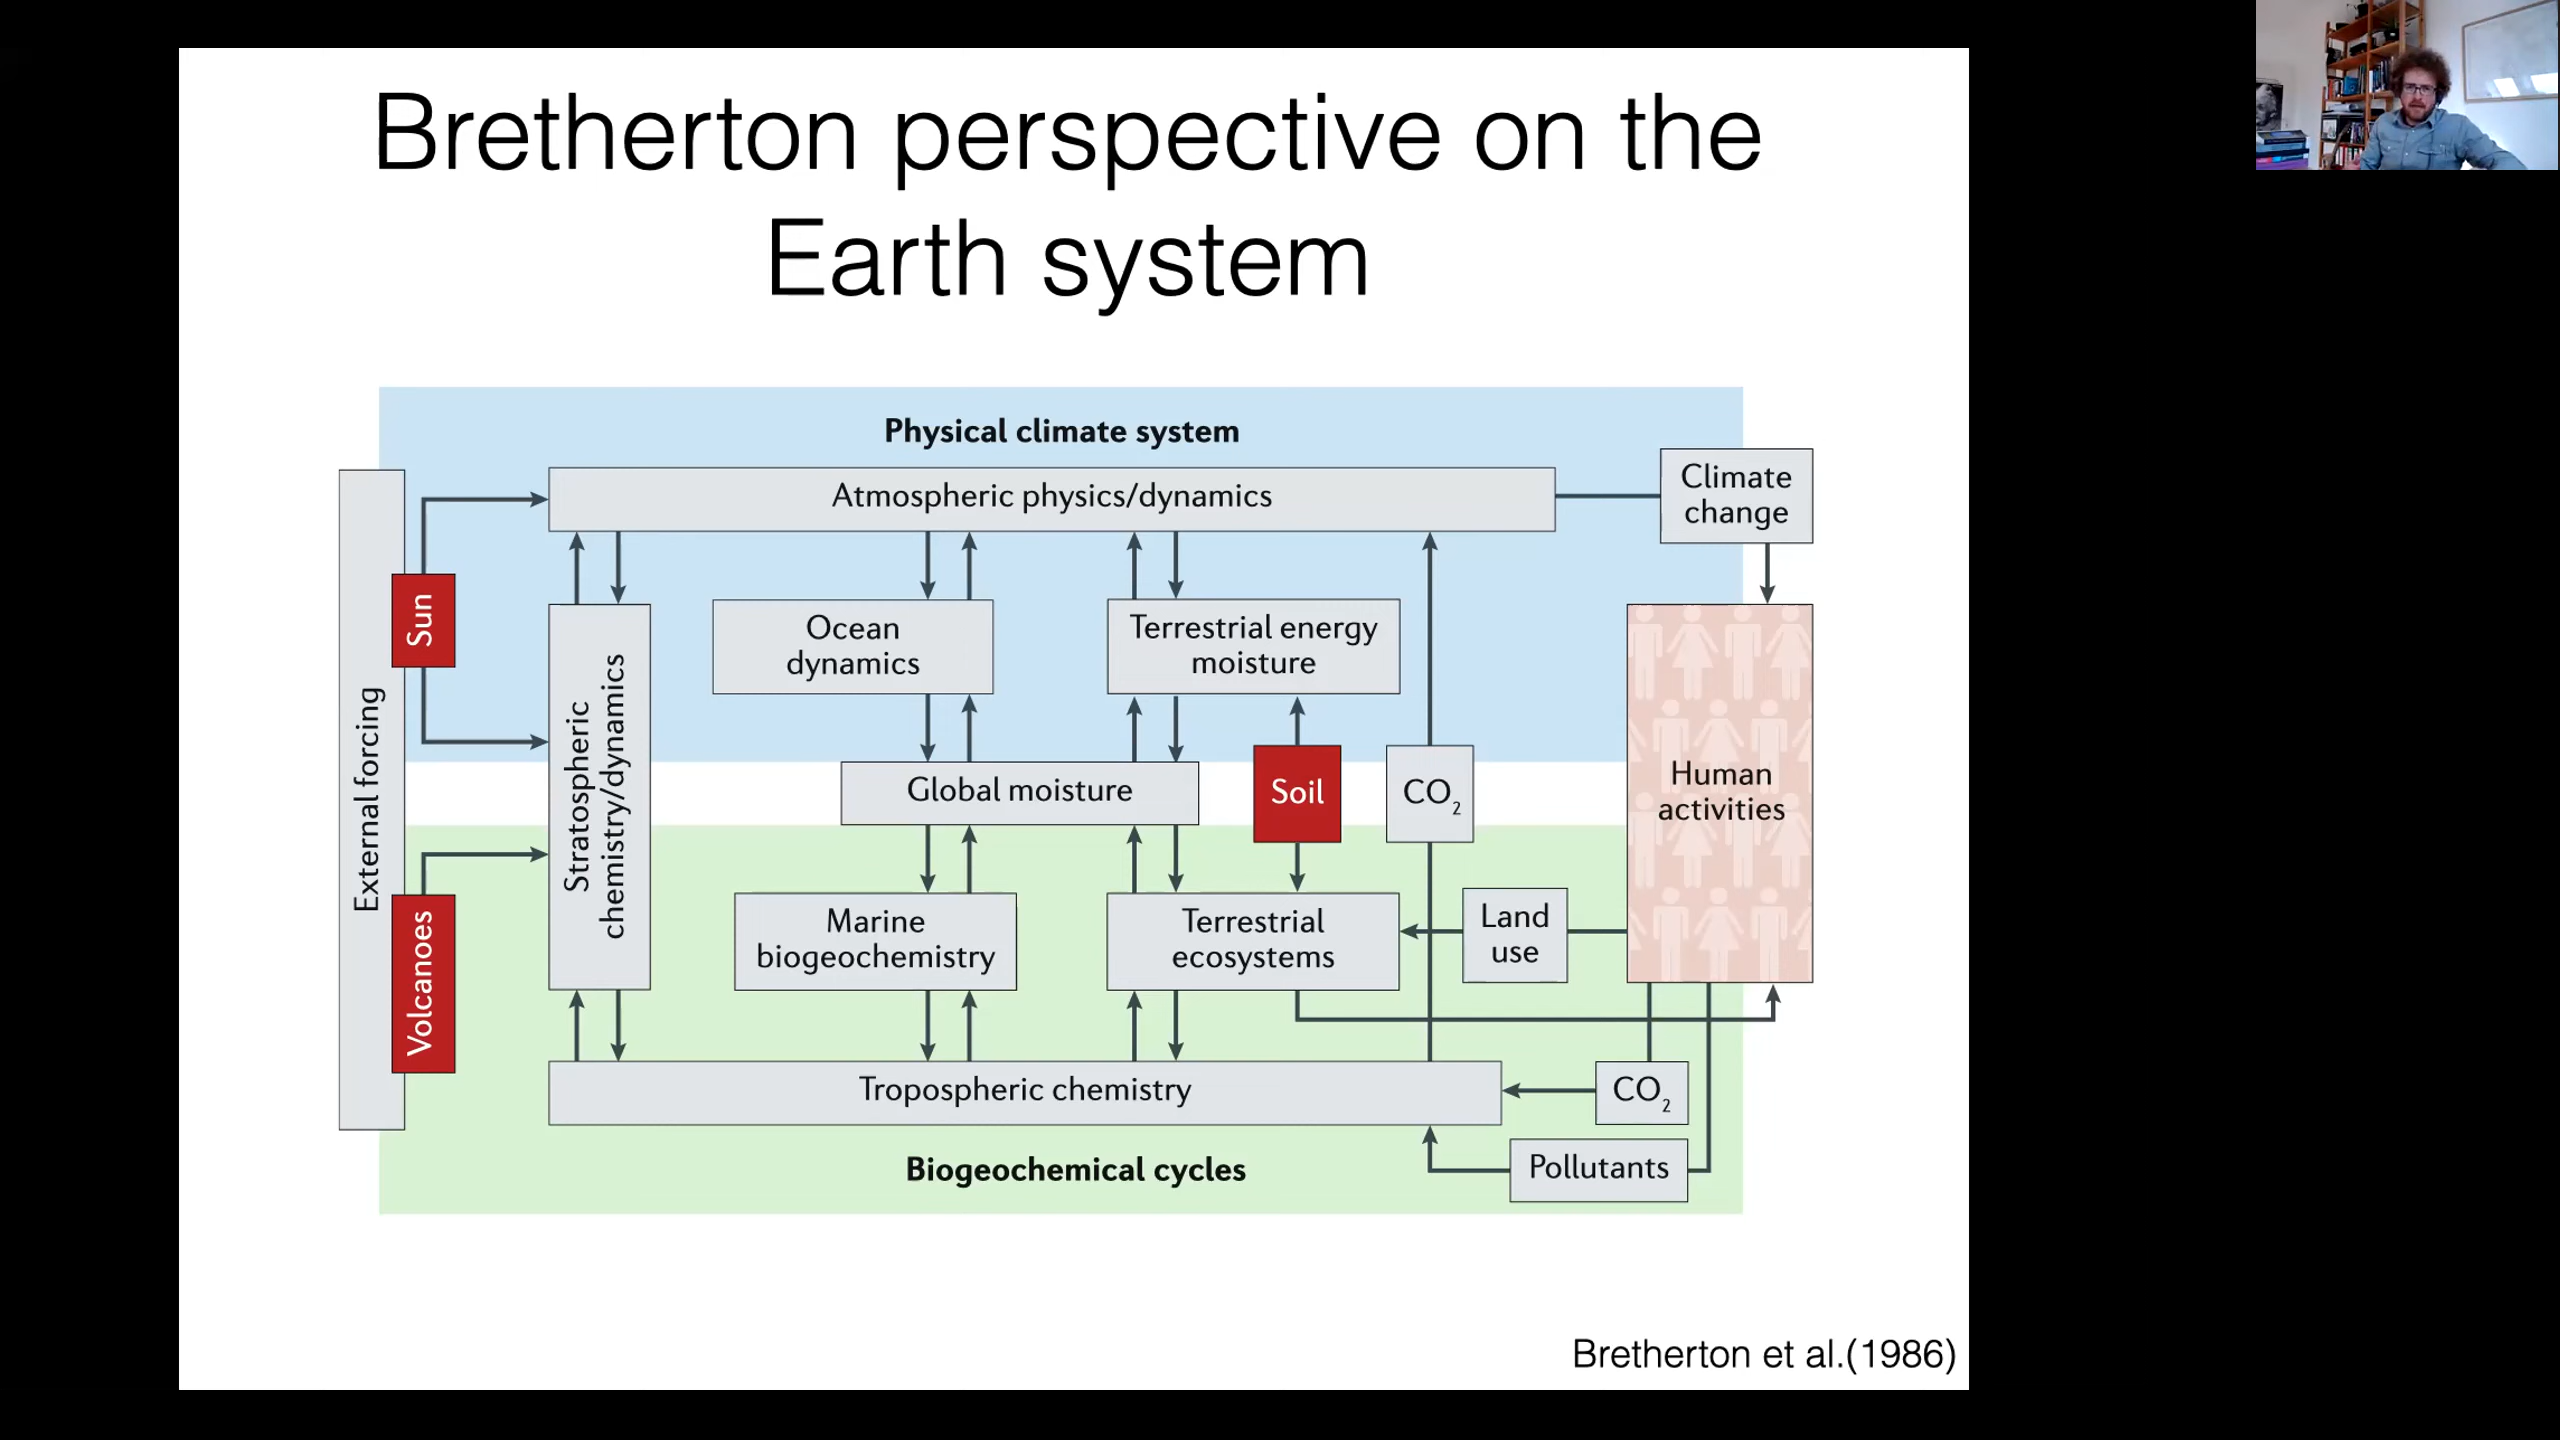 Bretherton perspective on the
Earth system
Physical climate system
Atmospheric physics/dynamics
Climate
change
External forcing
Sun
Volcanoes
Stratospheric
chemistry/dynamics
Ocean
dynamics
Terrestrial energy
moisture
Global moisture
Soil
CO₂
Human
activities
Marine
biogeochemistry
Terrestrial
ecosystems
Land
use
Tropospheric chemistry
CO₂
Pollutants
Biogeochemical cycles
Bretherton et al.(1986)